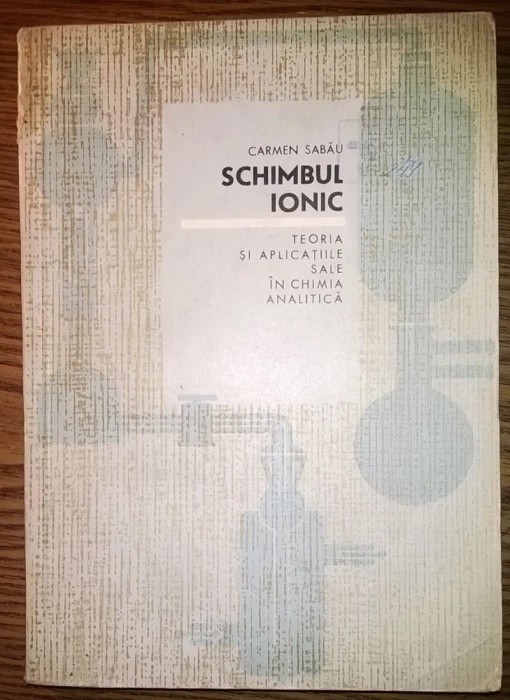 CARMEN SABĂU
SCHIMBUL
IONIC
TEORIA
ȘI APLICAȚIILE
SALE
ÎN CHIMIA
ANALITICĂ